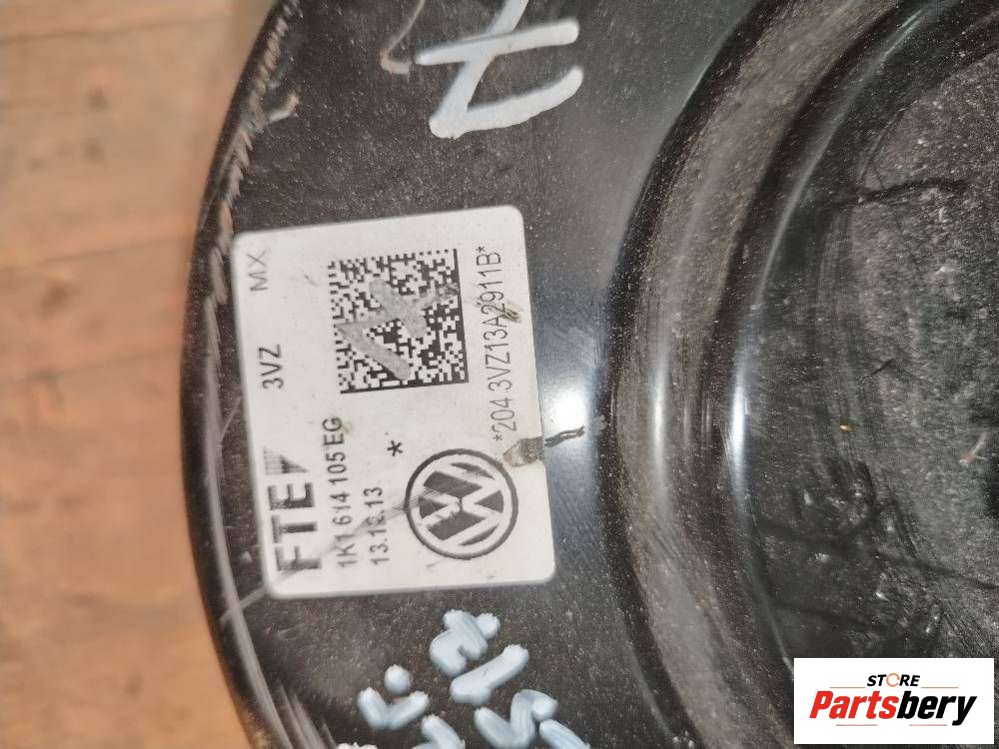 FTE 3VZ MX
1K1 614 105 EG
13.12.13 *
*204.3VZ13A2911B*
STORE
Partsbery